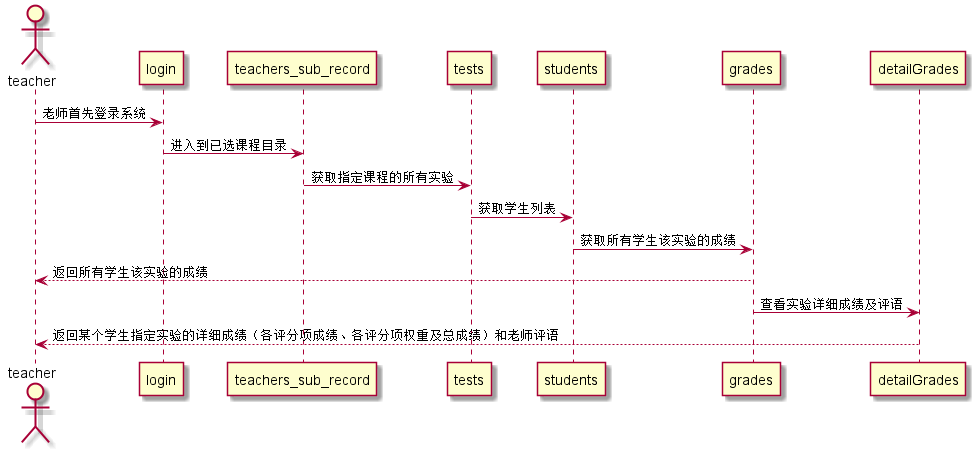 teacher
login
teachers_sub_record
tests
students
grades
detailGrades
老师首先登录系统
进入到已选课程目录
获取指定课程的所有实验
获取学生列表
获取所有学生该实验的成绩
返回所有学生该实验的成绩
查看实验详细成绩及评语
返回某个学生指定实验的详细成绩（各评分项成绩、各评分项权重及总成绩）和老师评语
teacher
login
teachers_sub_record
tests
students
grades
detailGrades